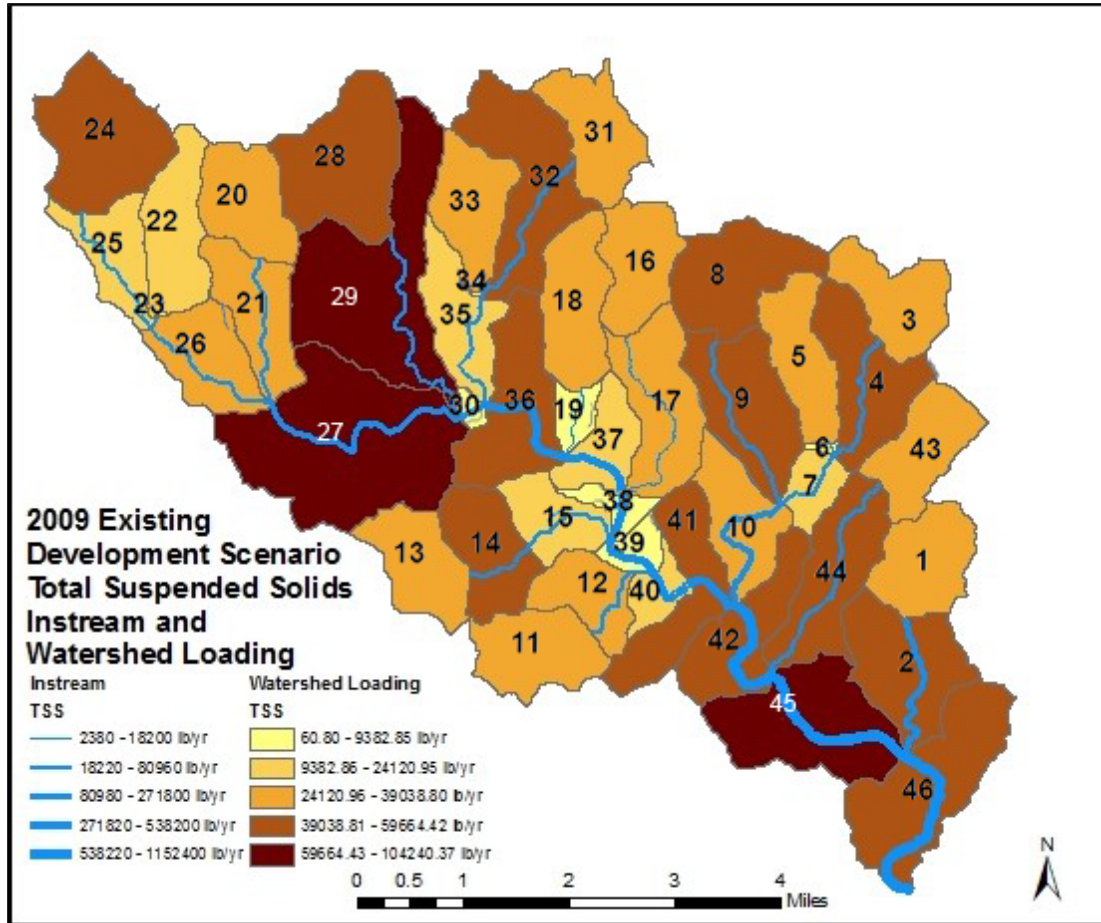 24
28
31
32
20
33
22
16
25
8
34
21
29
18
3
35
23
26
5
4
9
30
36
19
17
27
37
43
6
7
38
2009 Existing
Development Scenario
Total Suspended Solids
Instream and
Watershed Loading
13
14
15
41
10
39
1
12
40
44
11
42
2
45
46
Instream
TSS
2380 - 18200 lb/yr
18220 - 80960 lb/yr
80980 - 271800 lb/yr
271820 - 538200 lb/yr
538220 - 1152400 lb/yr
Watershed Loading
TSS
60.80 - 9382.85 lb/yr
9382.86 - 24120.95 lb/yr
24120.96 - 39038.80 lb/yr
39038.81 - 59664.42 lb/yr
59664.43 - 104240.37 lb/yr
0 0.5 1 2 3 4
Miles
N